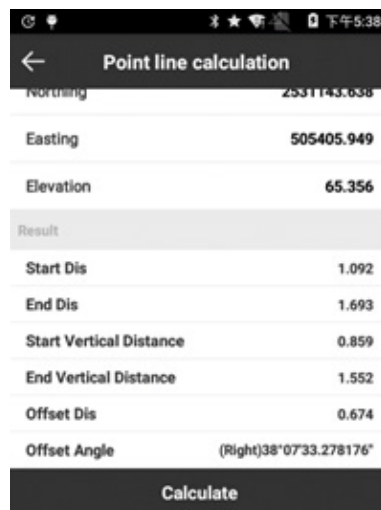 下午5:38
Point line calculation
Northing 2531143.638
Easting 505405.949
Elevation 65.356
Result
Start Dis 1.092
End Dis 1.693
Start Vertical Distance 0.859
End Vertical Distance 1.552
Offset Dis 0.674
Offset Angle (Right)38°07'33.278176"
Calculate